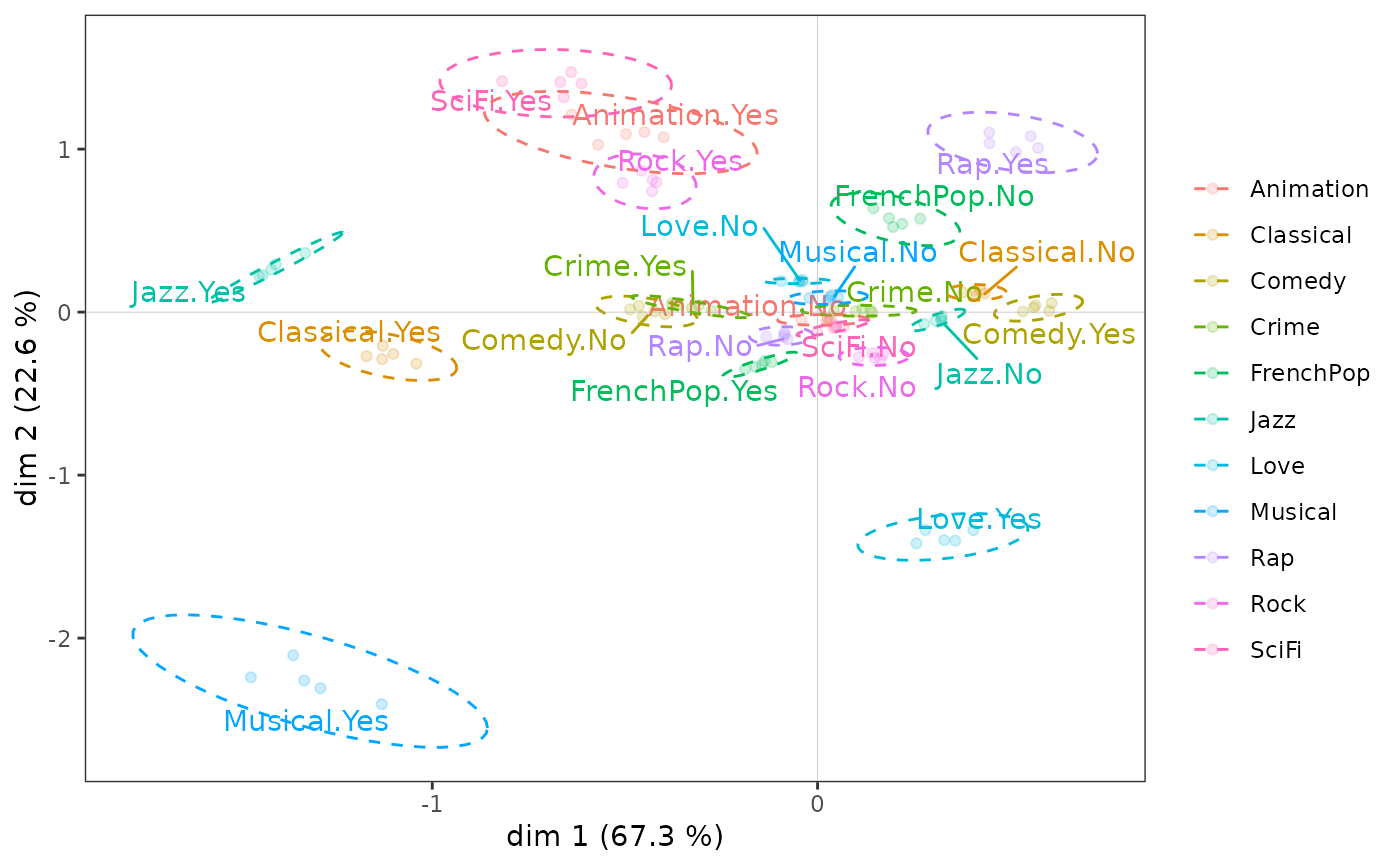 SciFi.Yes
Animation.Yes
Rock.Yes
Rap.Yes
FrenchPop.No
Love.No
Musical.No
Classical.No
Crime.Yes
Jazz.Yes
Crime.No
Animation.No
Classical.Yes
Comedy.No
Rap.No
SciFi.No
Comedy.Yes
Jazz.No
FrenchPop.Yes
Rock.No
Love.Yes
Musical.Yes
1
0
-1
-2
-1
0
dim 1 (67.3 %)
dim 2 (22.6 %)
Animation
Classical
Comedy
Crime
FrenchPop
Jazz
Love
Musical
Rap
Rock
SciFi